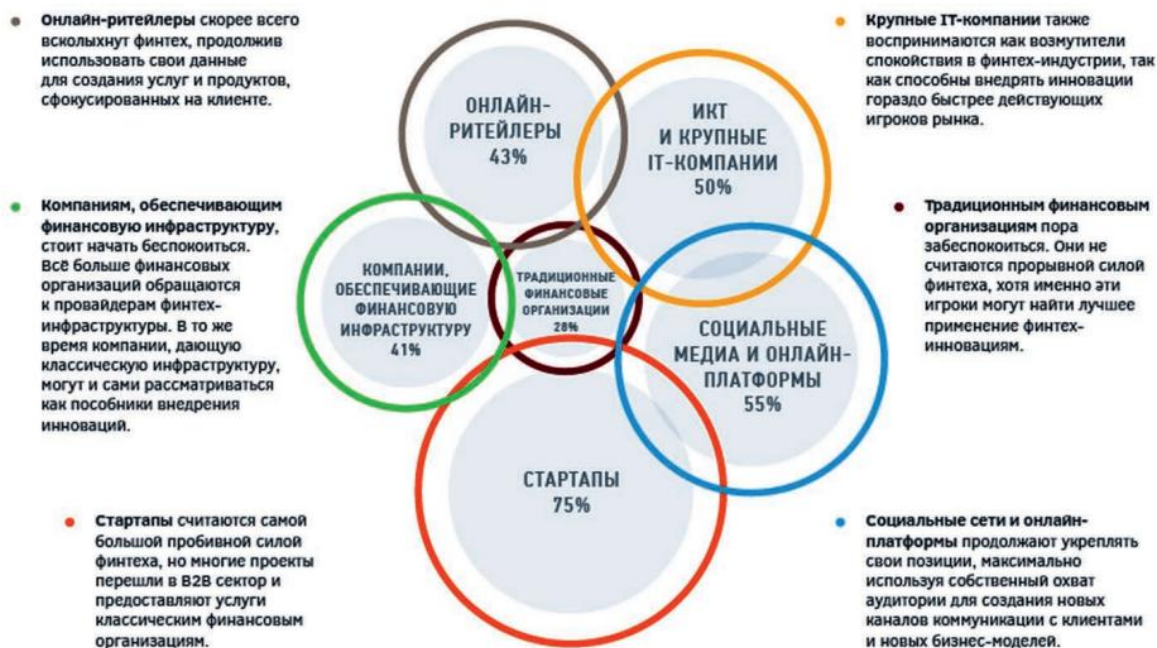 Онлайн-ритейлеры скорее всего
всколыхнут финтех, продолжив
использовать свои данные
для создания услуг и продуктов,
сфокусированных на клиенте.
Компаниям, обеспечивающим
финансовую инфраструктуру,
стоит начать беспокоиться.
Всё больше финансовых
организаций обращаются
к провайдерам финтех-
инфраструктуры. В то же
время компании, дающую
классическую инфраструктуру,
могут и сами рассматриваться
как пособники внедрения
инноваций.
Стартапы считаются самой
большой пробивной силой
финтеха, но многие проекты
перешли в B2B сектор и
предоставляют услуги
классическим финансовым
организациям.
ОНЛАЙН-
РИТЕЙЛЕРЫ
43%
ИКТ
И КРУПНЫЕ
IT-КОМПАНИИ
50%
КОМПАНИИ,
ОБЕСПЕЧИВАЮЩИЕ
ФИНАНСОВУЮ
ИНФРАСТРУКТУРУ
41%
ТРАДИЦИОННЫЕ
ФИНАНСОВЫЕ
ОРГАНИЗАЦИИ
28%
СОЦИАЛЬНЫЕ
МЕДИА И ОНЛАЙН-
ПЛАТФОРМЫ
55%
СТАРТАПЫ
75%
Крупные IT-компании также
воспринимаются как возмутители
спокойствия в финтех-индустрии, так
как способны внедрять инновации
гораздо быстрее действующих
игроков рынка.
Традиционным финансовым
организациям пора
забеспокоиться. Они не
считаются прорывной силой
финтеха, хотя именно эти
игроки могут найти лучшее
применение финтех-
инновациям.
Социальные сети и онлайн-
платформы продолжают укреплять
свои позиции, максимально
используя собственный охват
аудитории для создания новых
каналов коммуникации с клиентами
и новых бизнес-моделей.